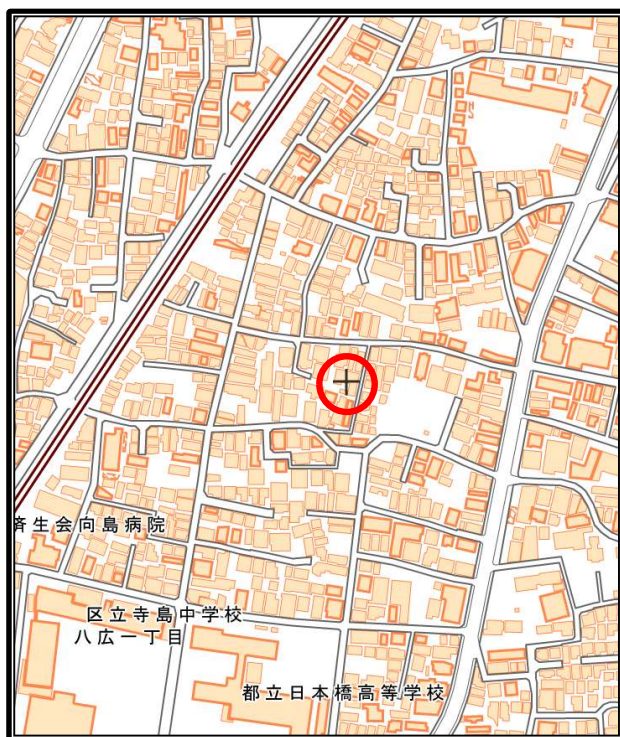 済生会向島病院
区立寺島中学校
八広一丁目
都立日本橋高等学校